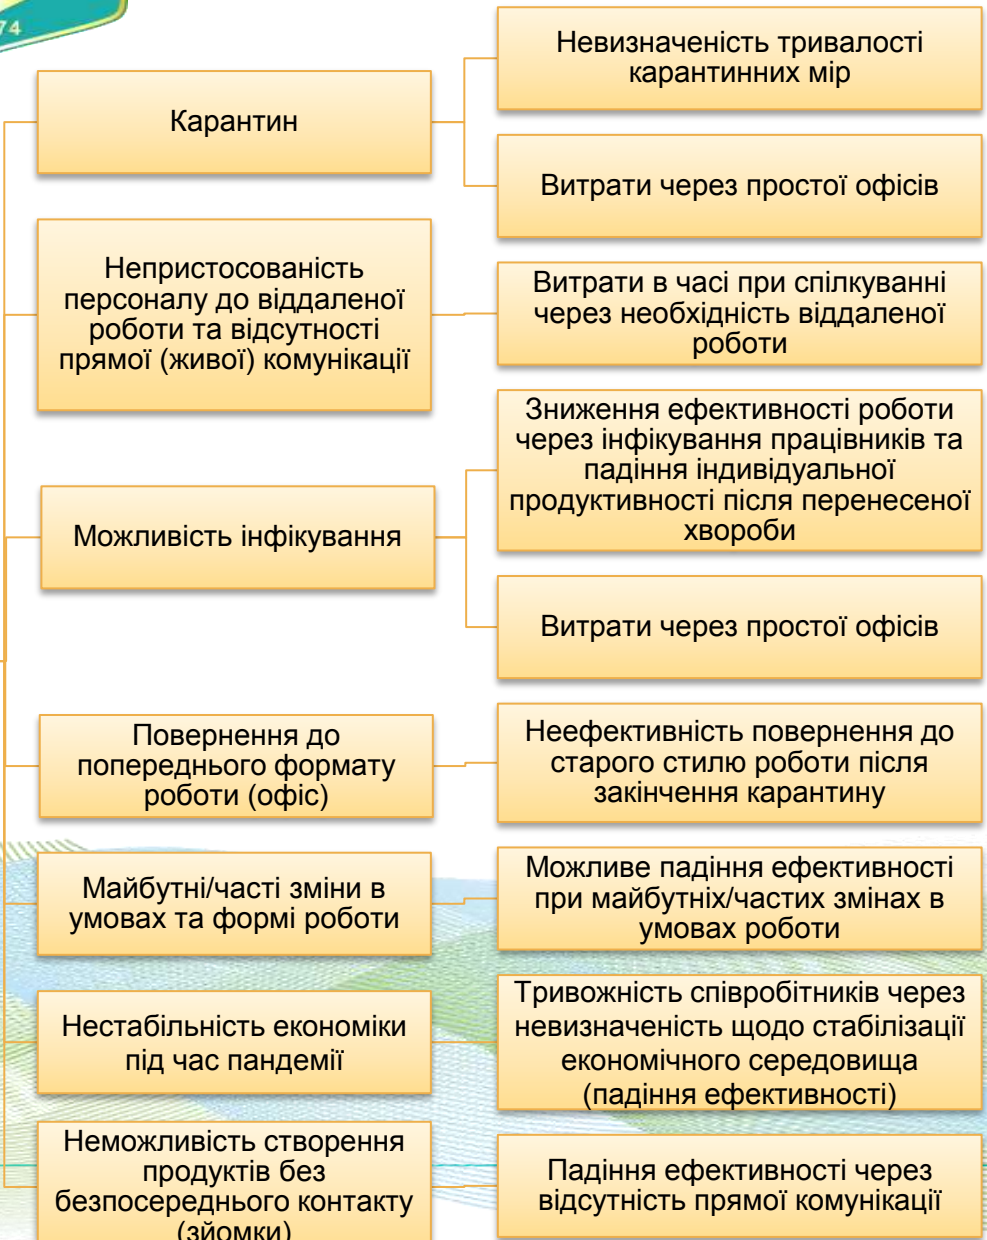 74
Карантин
Невизначеність тривалості
карантинних мір
Витрати через простої офісів
Непристосованість
персоналу до віддаленої
роботи та відсутності
прямої (живої) комунікації
Витрати в часі при спілкуванні
через необхідність віддаленої
роботи
Можливість інфікування
Зниження ефективності роботи
через інфікування працівників та
падіння індивідуальної
продуктивності після перенесеної
хвороби
Витрати через простої офісів
Повернення до
попереднього формату
роботи (офіс)
Неефективність повернення до
старого стилю роботи після
закінчення карантину
Майбутні/часті зміни в
умовах та формі роботи
Можливе падіння ефективності
при майбутніх/частих змінах в
умовах роботи
Нестабільність економіки
під час пандемії
Тривожність співробітників через
невизначеність щодо стабілізації
економічного середовища
(падіння ефективності)
Неможливість створення
продуктів без
безпосереднього контакту
(зйомки)
Падіння ефективності через
відсутність прямої комунікації